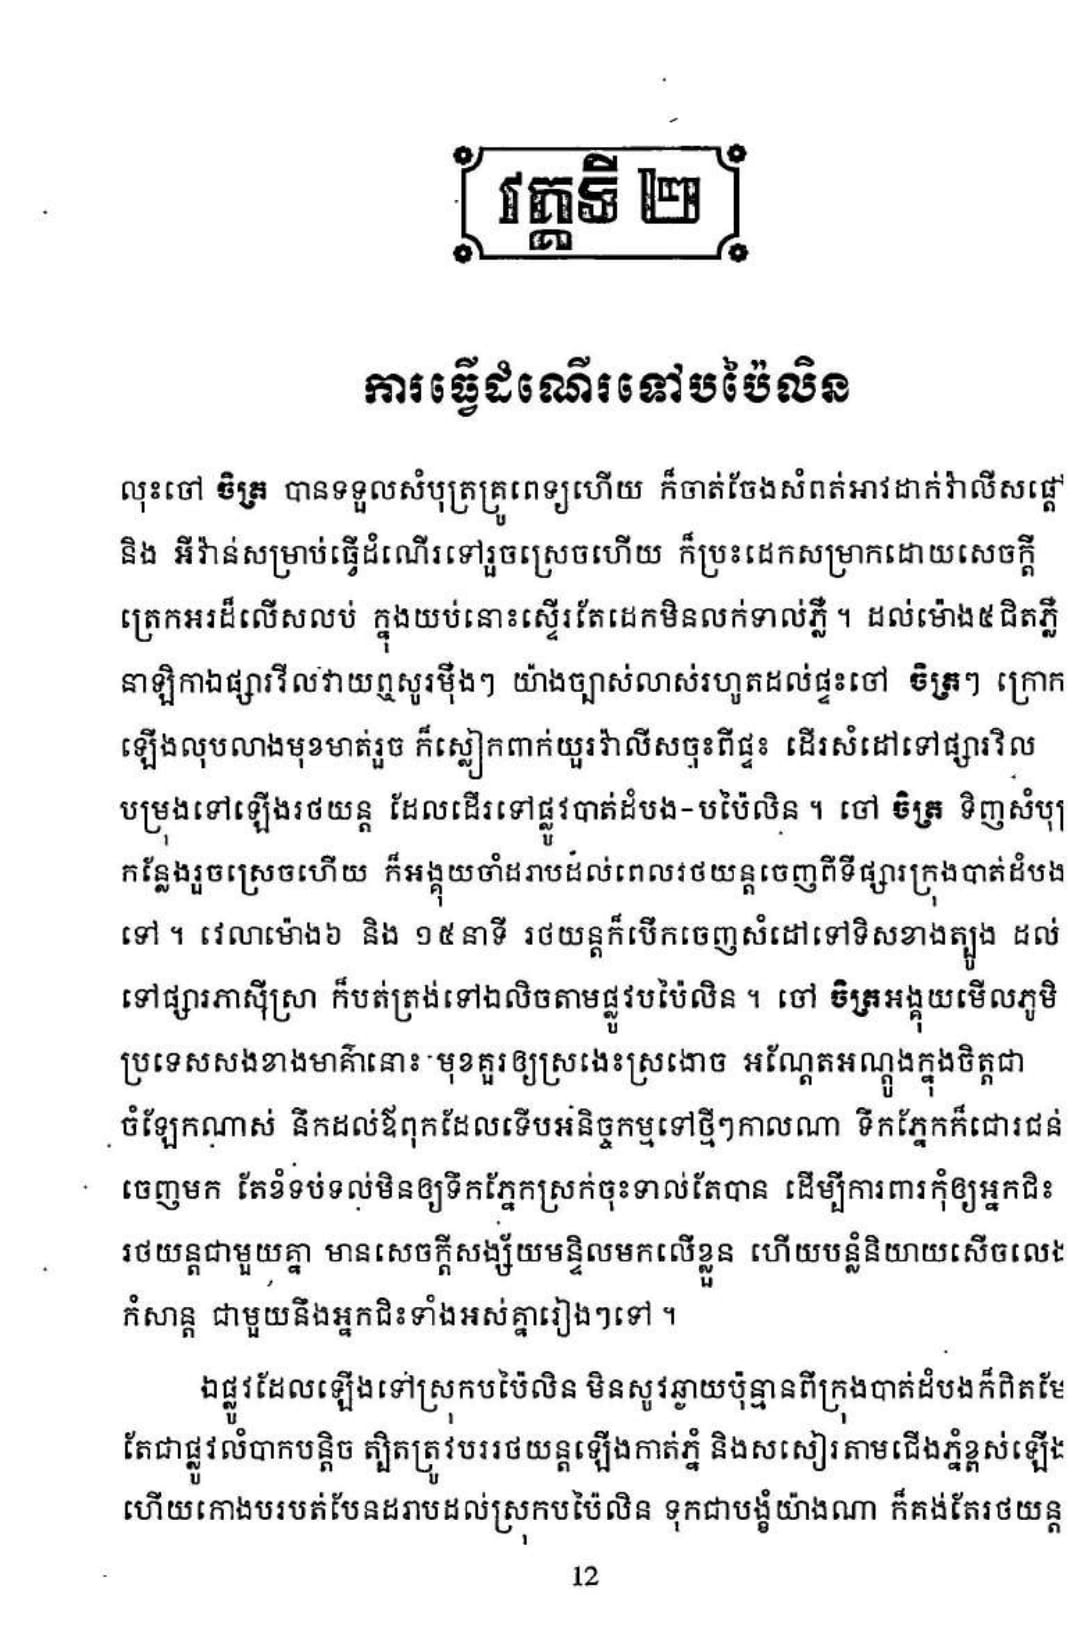 វគ្គទី ២
ការធ្វើដំណើរទៅបប៉ៃលិន
លុះចៅ ចិត្រ បានទទួលសំបុត្រគ្រូពេទ្យហើយ ក៏ចាត់ចែងសំពត់អាវដាក់វ៉ាលីសផ្តៅ
និង អីវ៉ាន់សម្រាប់ធ្វើដំណើរទៅរួចស្រេចហើយ ក៏ប្រះដេកសម្រាកដោយសេចក្តី
ត្រេកអរដ៏លើសលប់ ក្នុងយប់នោះស្ទើរតែដេកមិនលក់ទាល់ភ្លឺ ។ ដល់ម៉ោង៥ជិតភ្លឺ
នាឡិកាឯផ្សារវីលវាយឮសូរម៉ឹងៗ យ៉ាងច្បាស់លាស់រហូតដល់ផ្ទះចៅ ចិត្រៗ ក្រោក
ឡើងលុបលាងមុខមាត់រួច ក៏ស្លៀកពាក់យួរវ៉ាលីសចុះពីផ្ទះ ដើរសំដៅទៅផ្សារវិល
បម្រុងទៅឡើងរថយន្ត ដែលដើរទៅផ្លូវបាត់ដំបង-បប៉ៃលិន ។ ចៅ ចិត្រ ទិញសំបុ
កន្លែងរួចស្រេចហើយ ក៏អង្គុយចាំដរាបដល់ពេលរថយន្តចេញពីទីផ្សារក្រុងបាត់ដំបង
ទៅ ។ វេលាម៉ោង៦ និង ១៥នាទី រថយន្តក៏បើកចេញសំដៅទៅទិសខាងត្បូង ដល់
ទៅផ្សារភាស៊ីស្រា ក៏បត់ត្រង់ទៅឯលិចតាមផ្លូវបប៉ៃលិន ។ ចៅ ចិត្រអង្គុយមើលភូមិ
ប្រទេសសងខាងមាគ៌ានោះ មុខគួរឲ្យស្រងេះស្រងោច អណ្តែតអណ្តូងក្នុងចិត្តជា
ចំឡែកណាស់ នឹកដល់ឪពុកដែលទើបអនិច្ចកម្មទៅថ្មីៗកាលណា ទឹកភ្នែកក៏ជោរជន់
ចេញមក តែខំទប់ទល់មិនឲ្យទឹកភ្នែកស្រក់ចុះទាល់តែបាន ដើម្បីការពារកុំឲ្យអ្នកជិះ
រថយន្តជាមួយគ្នា មានសេចក្តីសង្ស័យមន្ទិលមកលើខ្លួន ហើយបន្លំនិយាយសើចលេង
កំសាន្ត ជាមួយនឹងអ្នកជិះទាំងអស់គ្នារៀងៗទៅ ។
ឯផ្លូវដែលឡើងទៅស្រុកបប៉ៃលិន មិនសូវឆ្ងាយប៉ុន្មានពីក្រុងបាត់ដំបងក៏ពិតមែ
តែជាផ្លូវលំបាកបន្តិច ត្បិតត្រូវបររថយន្តឡើងកាត់ភ្នំ និងសសៀរតាមជើងភ្នំខ្ពស់ឡើង
ហើយកោងបរបត់បែនដរាបដល់ស្រុកបប៉ៃលិន ទុកជាបង្ខំយ៉ាងណា ក៏គង់តែរថយន្ត
12